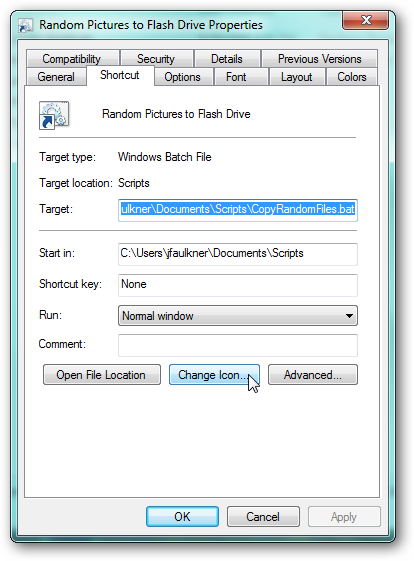 Random Pictures to Flash Drive Properties
Compatibility Security Details Previous Versions
General Shortcut Options Font Layout Colors
Random Pictures to Flash Drive
Target type: Windows Batch File
Target location: Scripts
Target: ulkner\Documents\Scripts\CopyRandomFiles.bat
Start in: C:\Users\jfaulkner\Documents\Scripts
Shortcut key: None
Run: Normal window
Comment:
Open File Location Change Icon... Advanced...
OK Cancel Apply